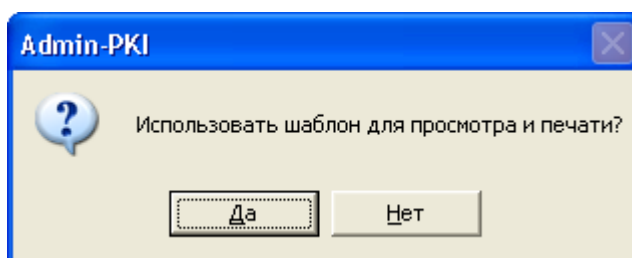 Admin-PKI
Использовать шаблон для просмотра и печати?
Да
Нет